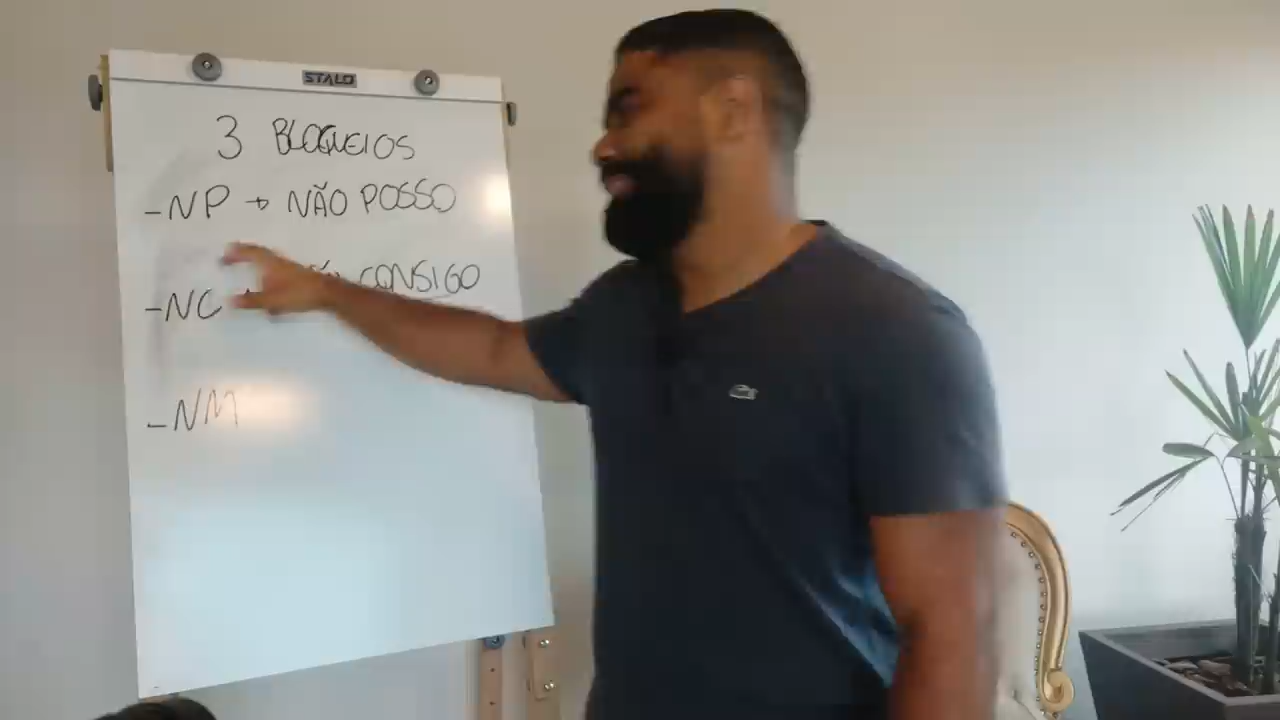 STALO
3 BLOQUEIOS
-NP → NÃO POSSO
-NC CONSIGO
-NM